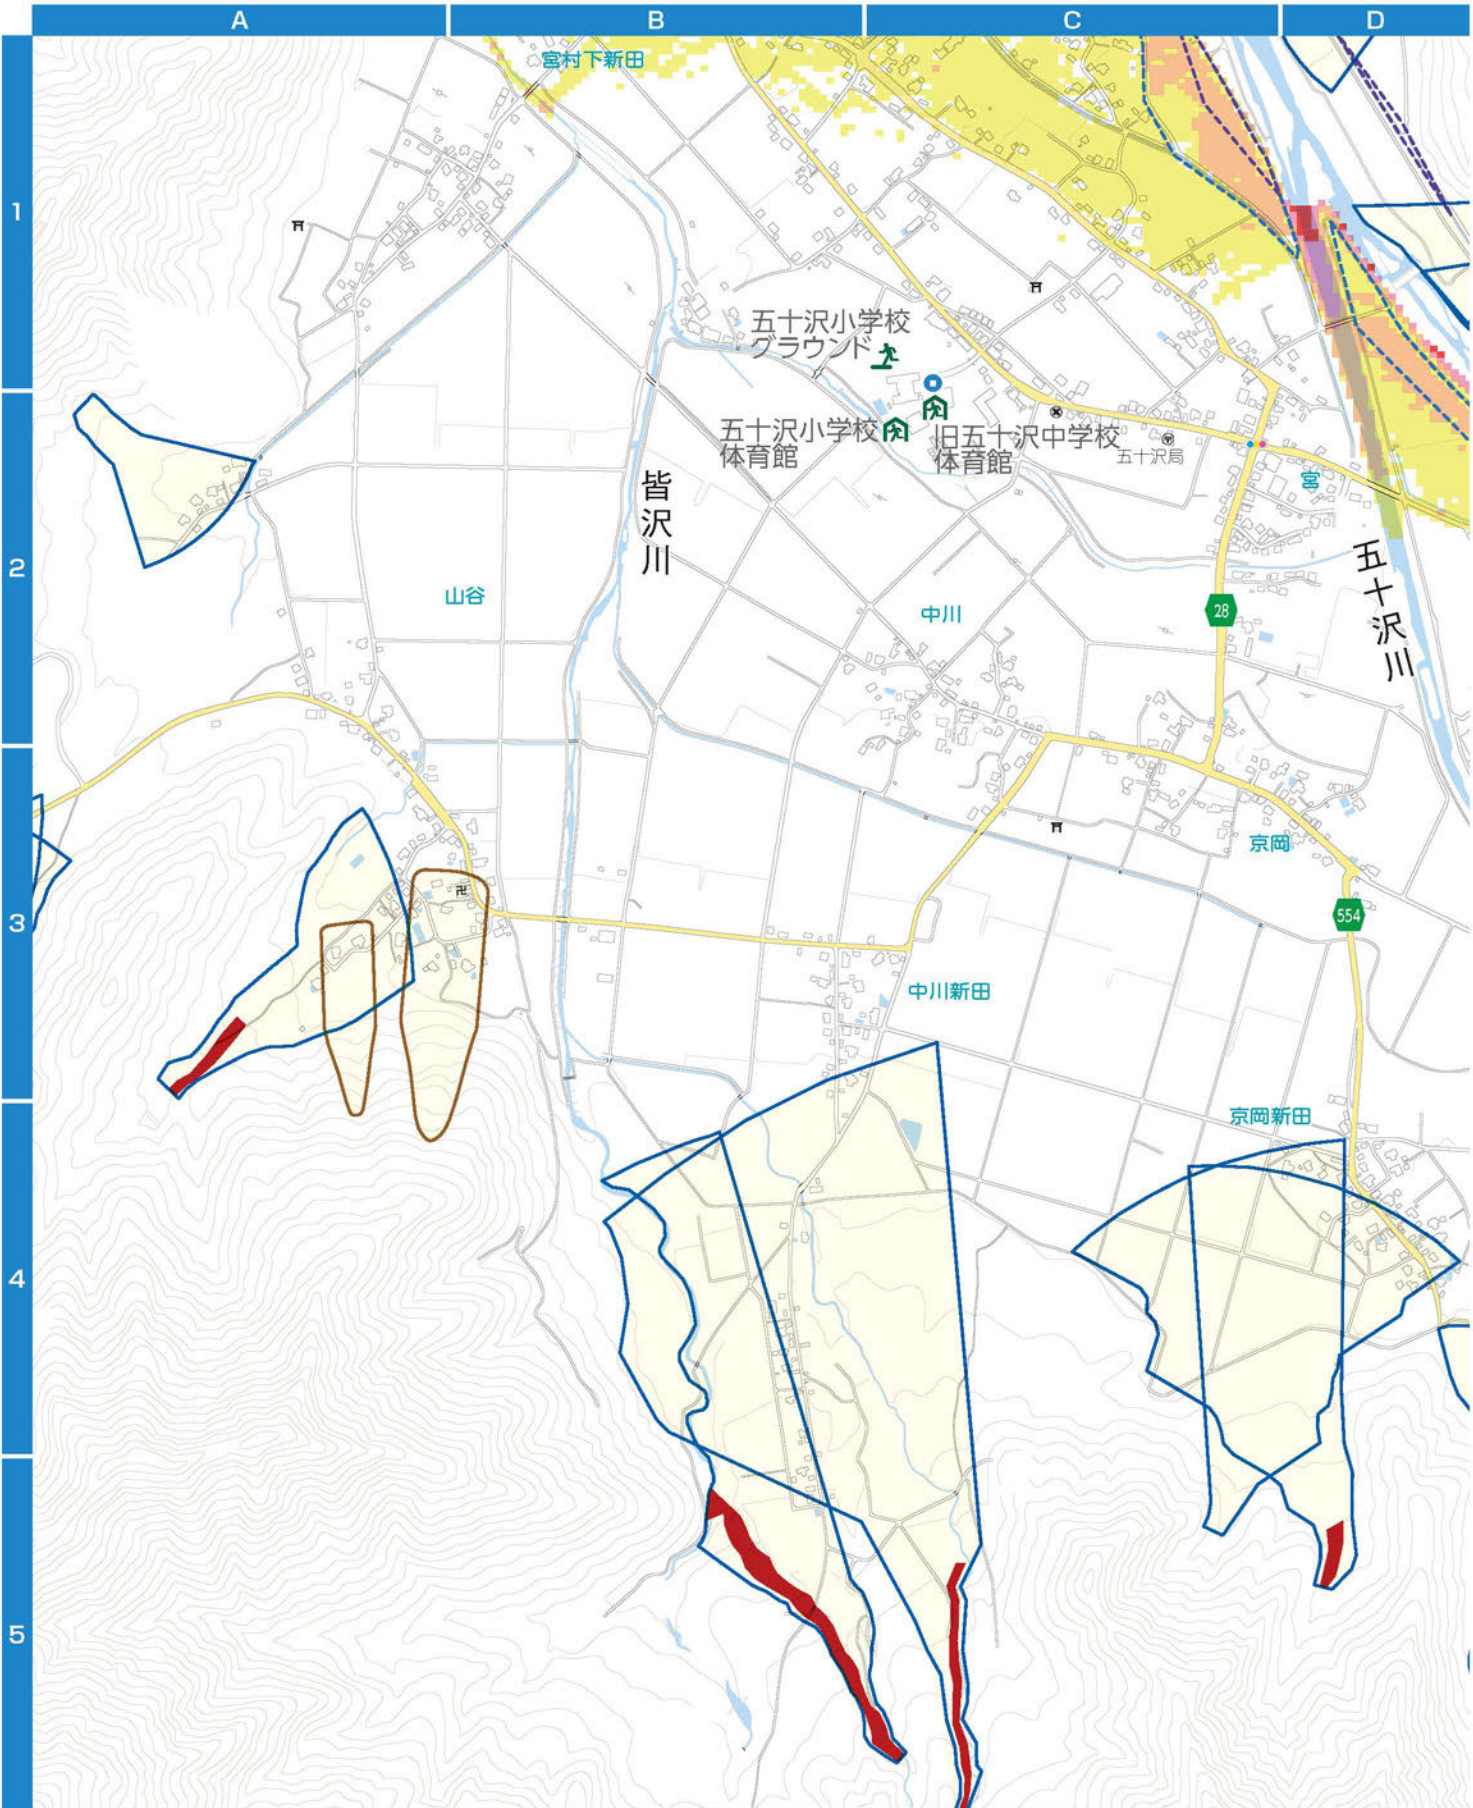 A
B
C
D
1
2
3
4
5
宮村下新田
五十沢小学校
グラウンド
五十沢小学校
体育館
旧五十沢中学校
体育館
五十沢局
宮
皆沢川
五十沢川
山谷
中川
28
京岡
554
中川新田
京岡新田